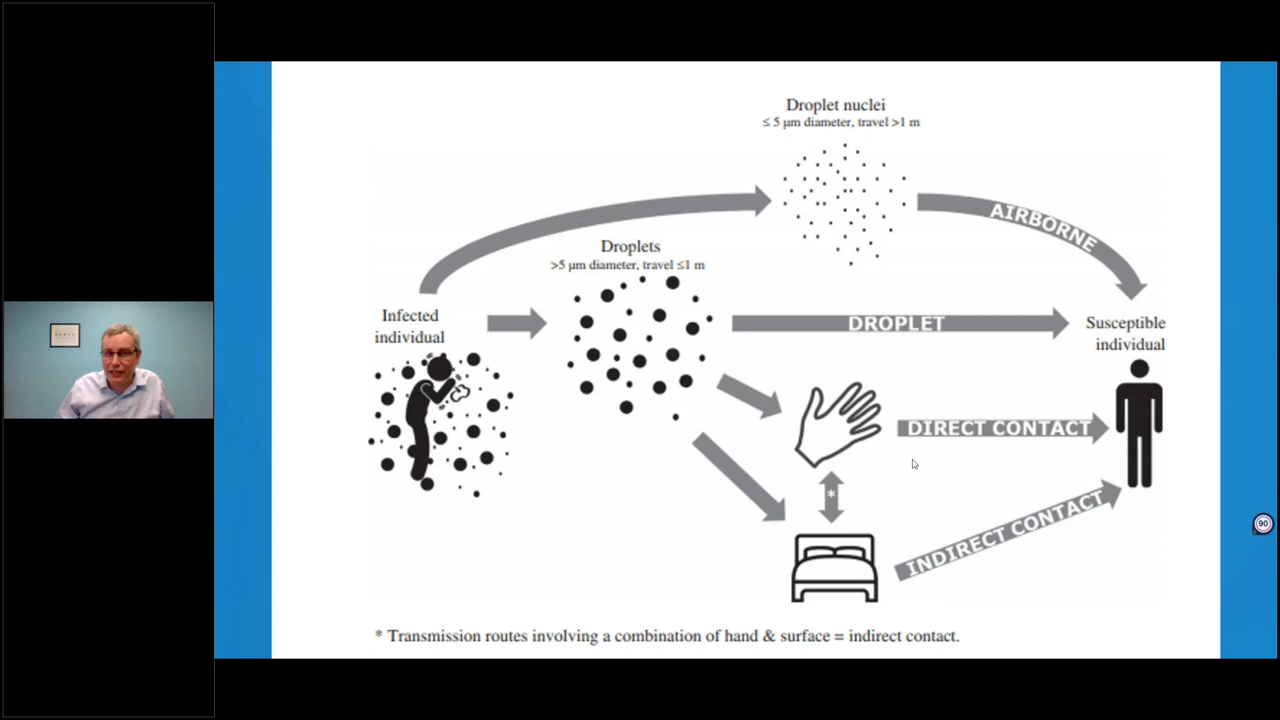 Droplet nuclei
≤ 5 μm diameter, travel >1 m
AIRBORNE
Droplets
>5 μm diameter, travel ≤1 m
Infected
individual
DROPLET
Susceptible
individual
DIRECT CONTACT
*
INDIRECT CONTACT
* Transmission routes involving a combination of hand & surface = indirect contact.
90